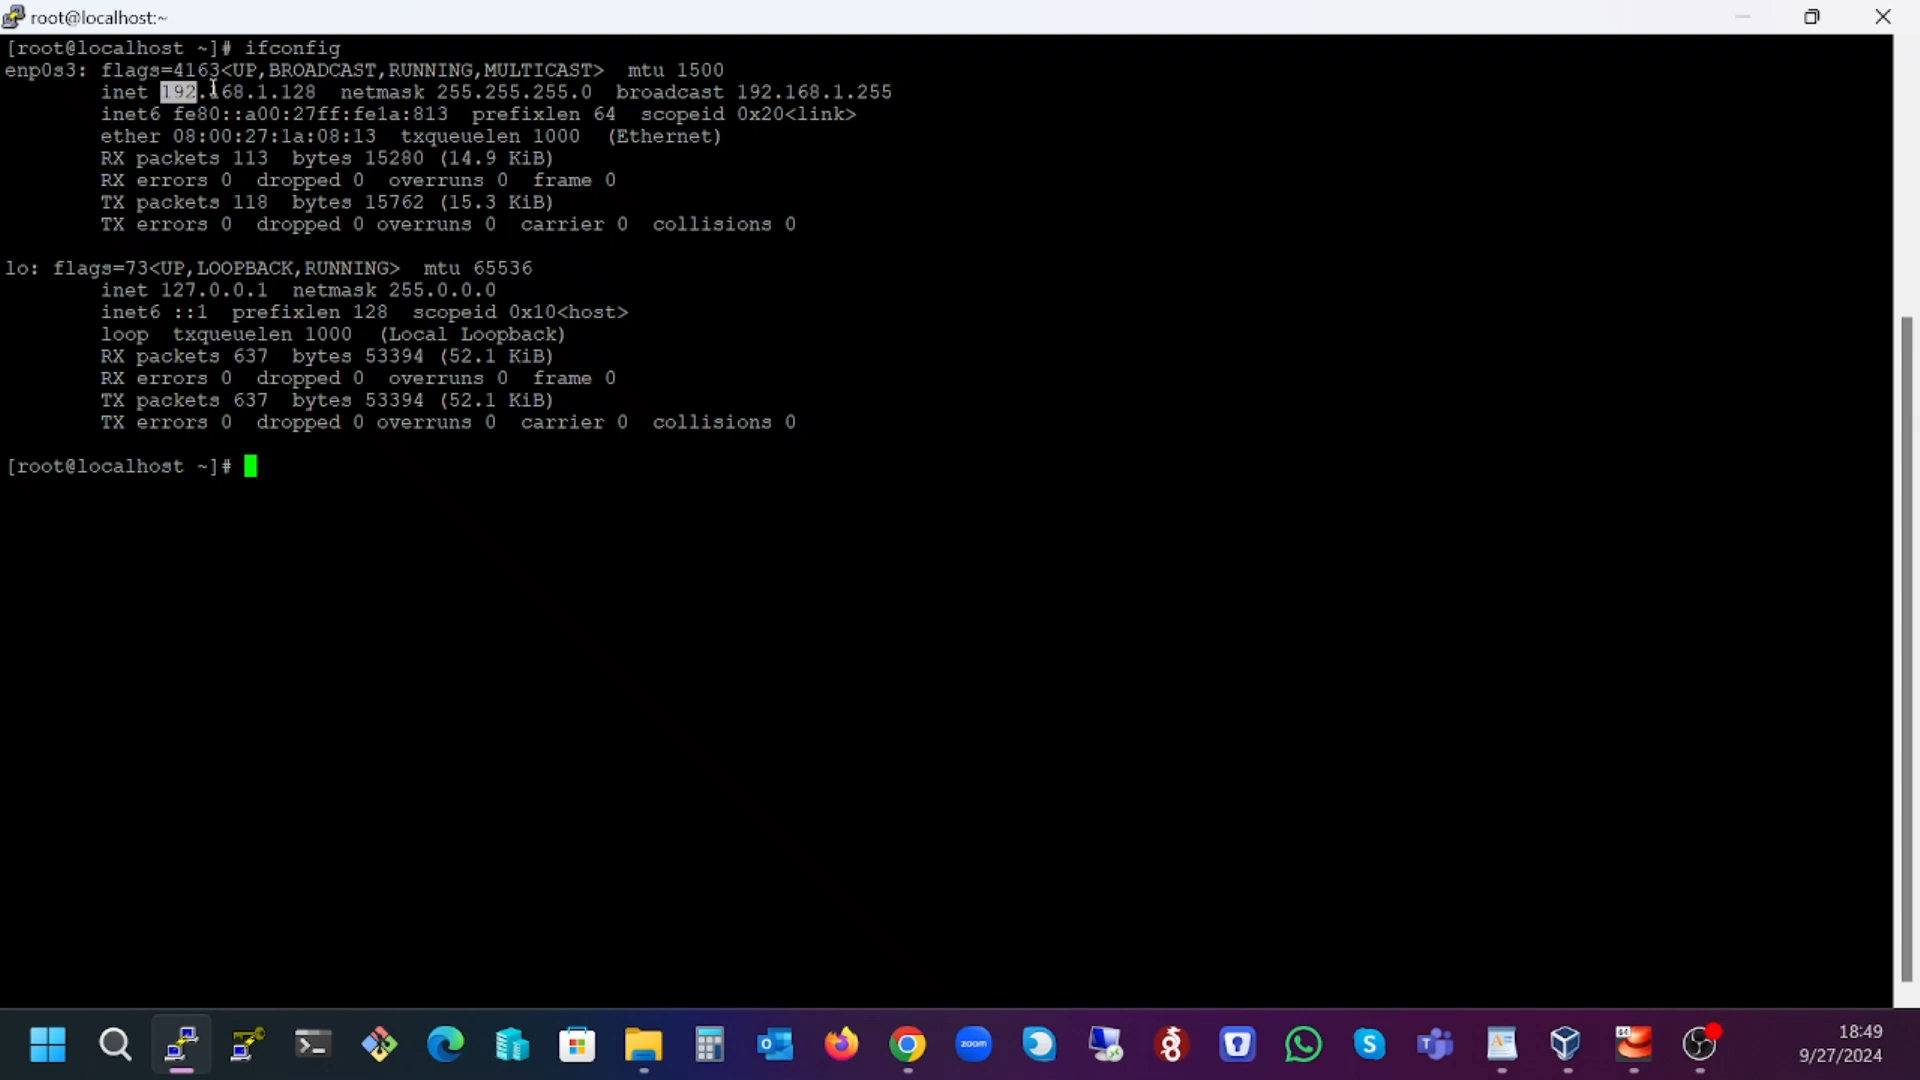 root@localhost:~
[root@localhost ~]# ifconfig
enp0s3: flags=4163<UP,BROADCAST,RUNNING,MULTICAST>  mtu 1500
        inet 192.168.1.128  netmask 255.255.255.0  broadcast 192.168.1.255
        inet6 fe80::a00:27ff:fe1a:813  prefixlen 64  scopeid 0x20<link>
        ether 08:00:27:1a:08:13  txqueuelen 1000  (Ethernet)
        RX packets 113  bytes 15280 (14.9 KiB)
        RX errors 0  dropped 0  overruns 0  frame 0
        TX packets 118  bytes 15762 (15.3 KiB)
        TX errors 0  dropped 0 overruns 0  carrier 0  collisions 0
lo: flags=73<UP,LOOPBACK,RUNNING>  mtu 65536
        inet 127.0.0.1  netmask 255.0.0.0
        inet6 ::1  prefixlen 128  scopeid 0x10<host>
        loop  txqueuelen 1000  (Local Loopback)
        RX packets 637  bytes 53394 (52.1 KiB)
        RX errors 0  dropped 0  overruns 0  frame 0
        TX packets 637  bytes 53394 (52.1 KiB)
        TX errors 0  dropped 0 overruns 0  carrier 0  collisions 0
[root@localhost ~]#
zoom
18:49
9/27/2024